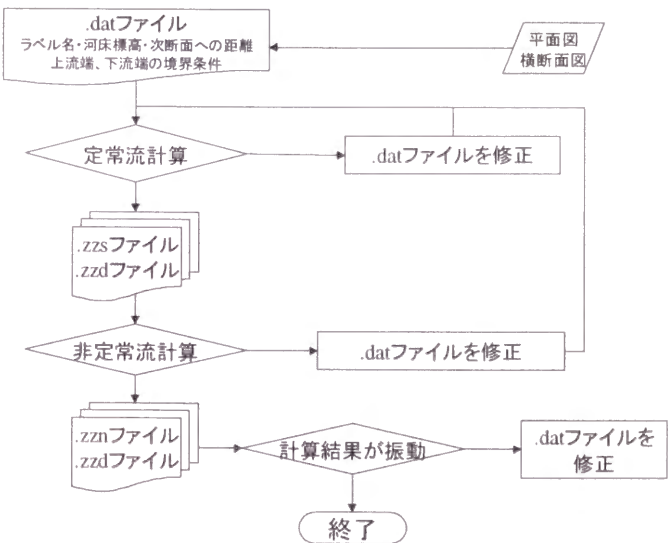 .datファイル
ラベル名・河床標高・次断面への距離
上流端、下流端の境界条件
平面図
横断面図
定常流計算
.datファイルを修正
.zzsファイル
.zzdファイル
非定常流計算
.datファイルを修正
.zznファイル
.zzdファイル
計算結果が振動
.datファイルを
修正
終了